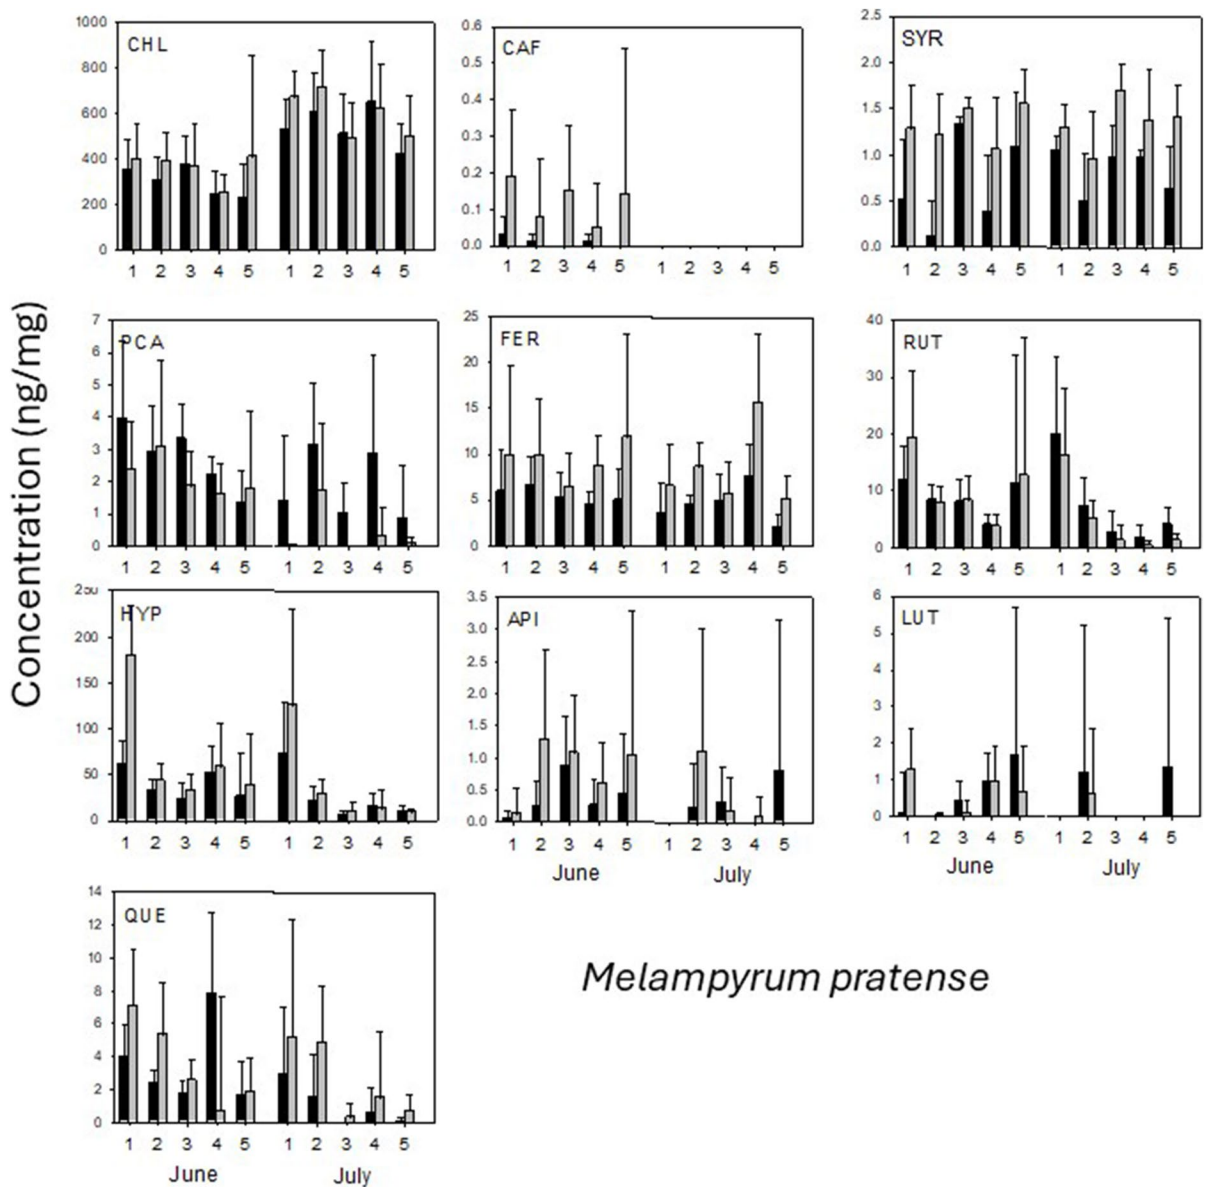 Concentration (ng/mg)
CHL
1000
800
600
400
200
0
1 2 3 4 5 1 2 3 4 5
CAF
0.6
0.5
0.4
0.3
0.2
0.1
0.0
1 2 3 4 5 1 2 3 4 5
SYR
2.5
2.0
1.5
1.0
0.5
0.0
1 2 3 4 5 1 2 3 4 5
PCA
7
6
5
4
3
2
1
0
1 2 3 4 5 1 2 3 4 5
FER
25
20
15
10
5
0
1 2 3 4 5 1 2 3 4 5
RUT
40
30
20
10
0
1 2 3 4 5 1 2 3 4 5
HYP
250
200
150
100
50
0
1 2 3 4 5 1 2 3 4 5
API
3.5
3.0
2.5
2.0
1.5
1.0
0.5
0.0
1 2 3 4 5 1 2 3 4 5
June July
LUT
6
5
4
3
2
1
0
1 2 3 4 5 1 2 3 4 5
June July
QUE
14
12
10
8
6
4
2
0
1 2 3 4 5 1 2 3 4 5
June July
Melampyrum pratense